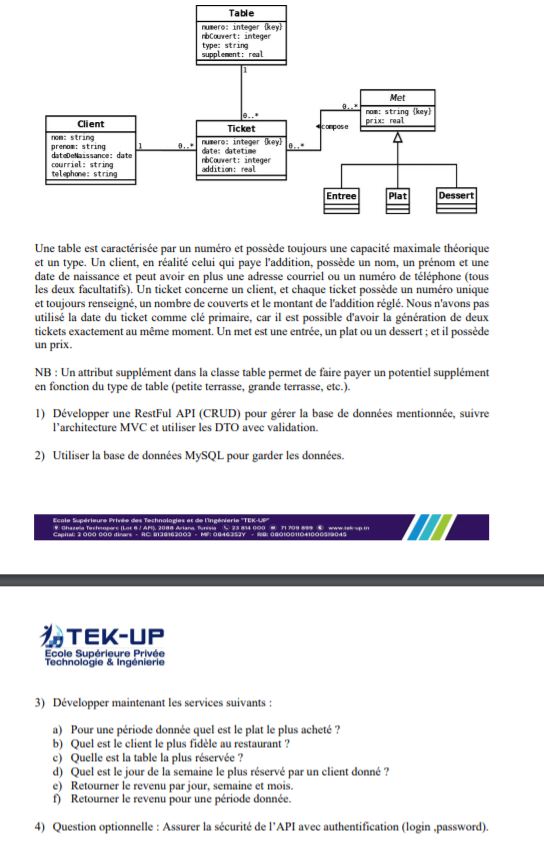 Table
numero: integer {key}
nbCouvert: integer
type: string
supplement: real
1
0..*
Met
nom: string {key}
prix: real
0..*
compose
Client
nom: string
prenom: string
dateDeNaissance: date
courriel: string
telephone: string
1
0..*
Ticket
numero: integer {key}
date: datetime
nbCouvert: integer
addition: real
0..*
Entree
Plat
Dessert
Une table est caractérisée par un numéro et possède toujours une capacité maximale théorique
et un type. Un client, en réalité celui qui paye l'addition, possède un nom, un prénom et une
date de naissance et peut avoir en plus une adresse courriel ou un numéro de téléphone (tous
les deux facultatifs). Un ticket concerne un client, et chaque ticket possède un numéro unique
et toujours renseigné, un nombre de couverts et le montant de l'addition réglé. Nous n'avons pas
utilisé la date du ticket comme clé primaire, car il est possible d'avoir la génération de deux
tickets exactement au même moment. Un met est une entrée, un plat ou un dessert ; et il possède
un prix.
NB : Un attribut supplément dans la classe table permet de faire payer un potentiel supplément
en fonction du type de table (petite terrasse, grande terrasse, etc.).
1) Développer une RestFul API (CRUD) pour gérer la base de données mentionnée, suivre
l'architecture MVC et utiliser les DTO avec validation.
2) Utiliser la base de données MySQL pour garder les données.
Ecole Supérieure Privée des Technologies et de l'Ingénierie "TEK-UP"
Ghazela Technoparc (Lot 6 / AFI), 2088 Ariana, Tunisia 23 814 000 71 709 899 www.tek-up.tn
Capital: 2 000 000 dinars - RC: B138162003 - MF: 0846352Y - RIB: 08010011041000519045
TEK-UP
Ecole Supérieure Privée
Technologie & Ingénierie
3) Développer maintenant les services suivants :
a) Pour une période donnée quel est le plat le plus acheté ?
b) Quel est le client le plus fidèle au restaurant ?
c) Quelle est la table la plus réservée ?
d) Quel est le jour de la semaine le plus réservé par un client donné ?
e) Retourner le revenu par jour, semaine et mois.
f) Retourner le revenu pour une période donnée.
4) Question optionnelle : Assurer la sécurité de l'API avec authentification (login ,password).